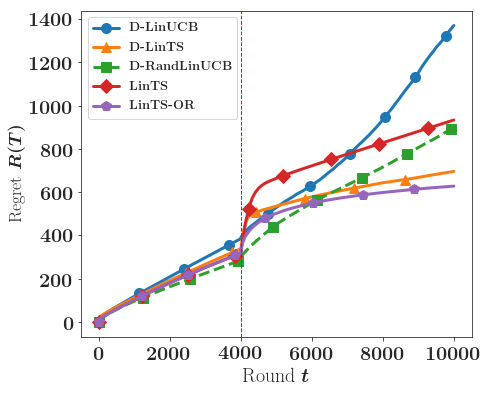 1400
1200
1000
800
600
400
200
0
Regret R(T)
D-LinUCB
D-LinTS
D-RandLinUCB
LinTS
LinTS-OR
0 2000 4000 6000 8000 10000
Round t